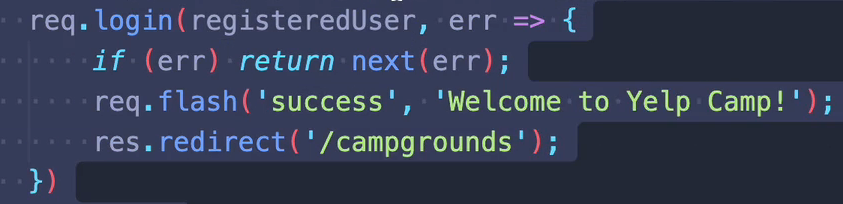 req.login(registeredUser, err => {
if (err) return next(err);
req.flash('success', 'Welcome to Yelp Camp!');
res.redirect('/campgrounds');
})